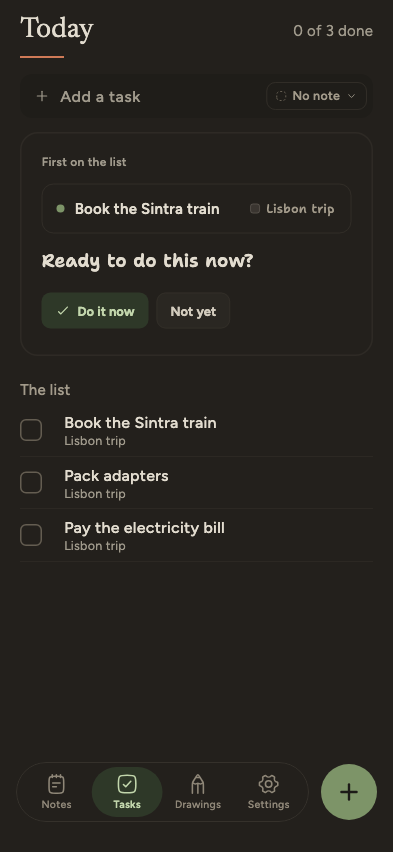 Today
0 of 3 done
Add a task
No note
First on the list
Book the Sintra train
Lisbon trip
Ready to do this now?
Do it now
Not yet
The list
Book the Sintra train
Lisbon trip
Pack adapters
Lisbon trip
Pay the electricity bill
Lisbon trip
Notes
Tasks
Drawings
Settings